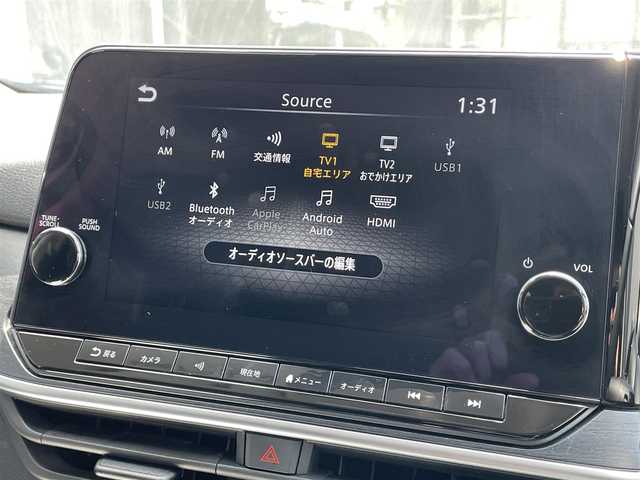 Source
1:31
AM
FM
交通情報
TV1
自宅エリア
TV2
おでかけエリア
USB1
USB2
Bluetooth
オーディオ
Apple
CarPlay
Android
Auto
HDMI
オーディオソースバーの編集
TUNE・
SCROLL
PUSH
SOUND
VOL
戻る
カメラ
現在地
メニュー
オーディオ